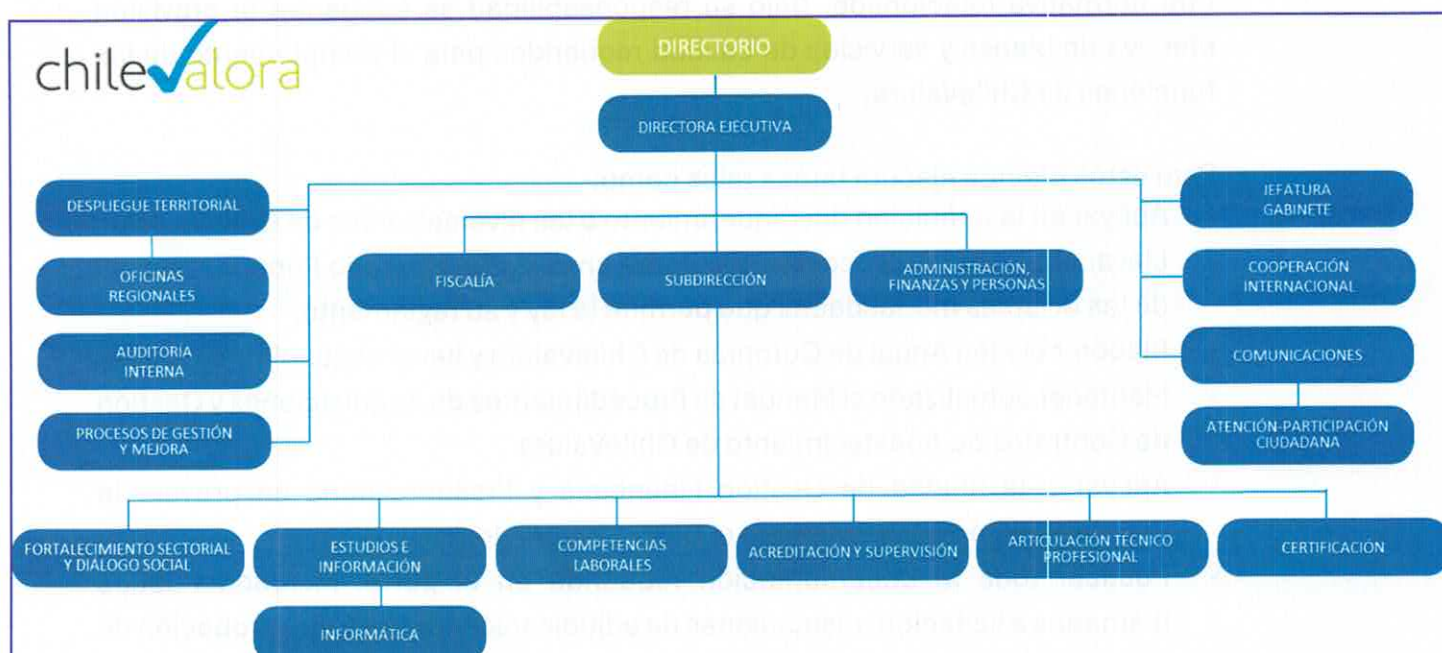 chilevalora
DIRECTORIO
DIRECTORA EJECUTIVA
DESPLIEGUE TERRITORIAL
JEFATURA
GABINETE
OFICINAS
REGIONALES
FISCALÍA
SUBDIRECCIÓN
ADMINISTRACIÓN,
FINANZAS Y PERSONAS
COOPERACIÓN
INTERNACIONAL
AUDITORÍA
INTERNA
COMUNICACIONES
PROCESOS DE GESTIÓN
Y MEJORA
ATENCIÓN-PARTICIPACIÓN
CIUDADANA
FORTALECIMIENTO SECTORIAL
Y DIÁLOGO SOCIAL
ESTUDIOS E
INFORMACIÓN
COMPETENCIAS
LABORALES
ACREDITACIÓN Y SUPERVISIÓN
ARTICULACIÓN TÉCNICO
PROFESIONAL
CERTIFICACIÓN
INFORMÁTICA